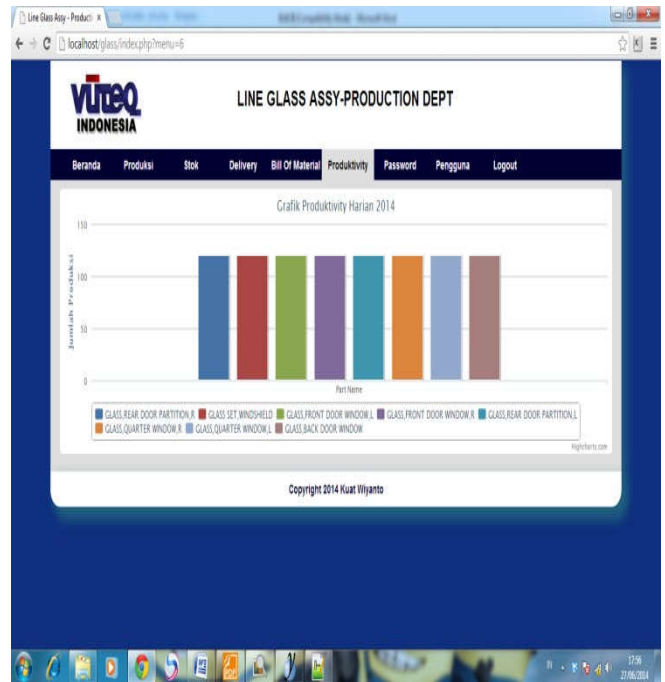 Line Glass Assy - Producti x
localhost/glass/index.php?menu=6
VUTEQ
INDONESIA
LINE GLASS ASSY-PRODUCTION DEPT
Beranda Produksi Stok Delivery Bill Of Material Produktivity Password Pengguna Logout
Grafik Produktivity Harian 2014
150
100
50
0
Jumlah Produksi
Part Name
GLASS,REAR DOOR PARTITION,R GLASS SET,WINDSHIELD GLASS,FRONT DOOR WINDOW,L GLASS,FRONT DOOR WINDOW,R GLASS,REAR DOOR PARTITION,L
GLASS,QUARTER WINDOW,R GLASS,QUARTER WINDOW,L GLASS,BACK DOOR WINDOW
Highcharts.com
Copyright 2014 Kuat Wiyanto
IN
17:56
27/06/2014